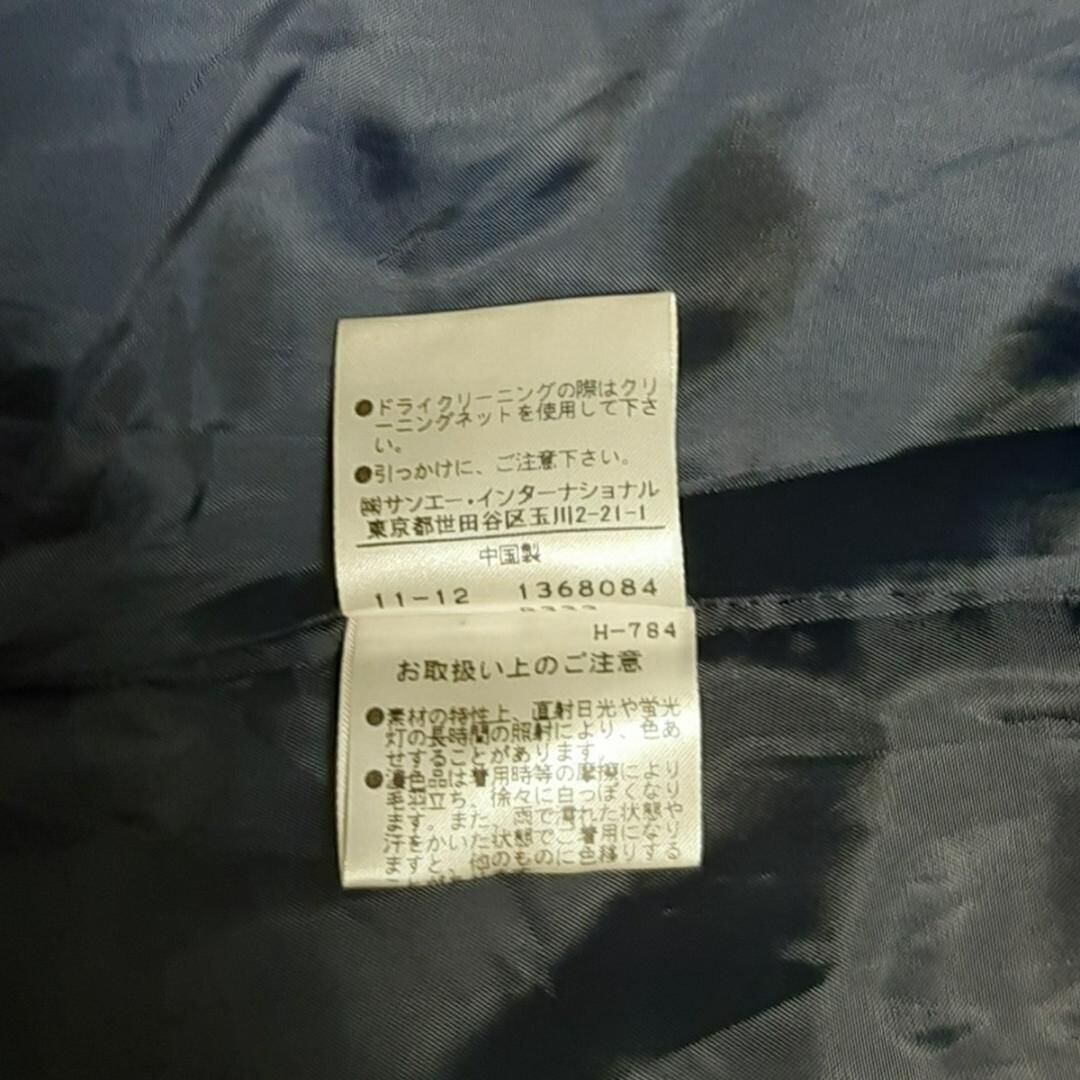 ●ドライクリーニングの際はクリ
ーニングネットを使用して下さ
い。
●引っかけに、ご注意下さい。
㈱サンエー・インターナショナル
東京都世田谷区玉川2-21-1
中国製
11-12 1368084
H-784
お取扱い上のご注意
●素材の特性上、直射日光や蛍光
灯の長時間の照射により、色あ
せすることがあります。
●濃色品は着用時等の摩擦により
毛羽立ち、徐々に白っぽくなり
ます。また、雨で濡れた状態や
汗をかいた状態でご着用になり
ますと、他のものに色移りする